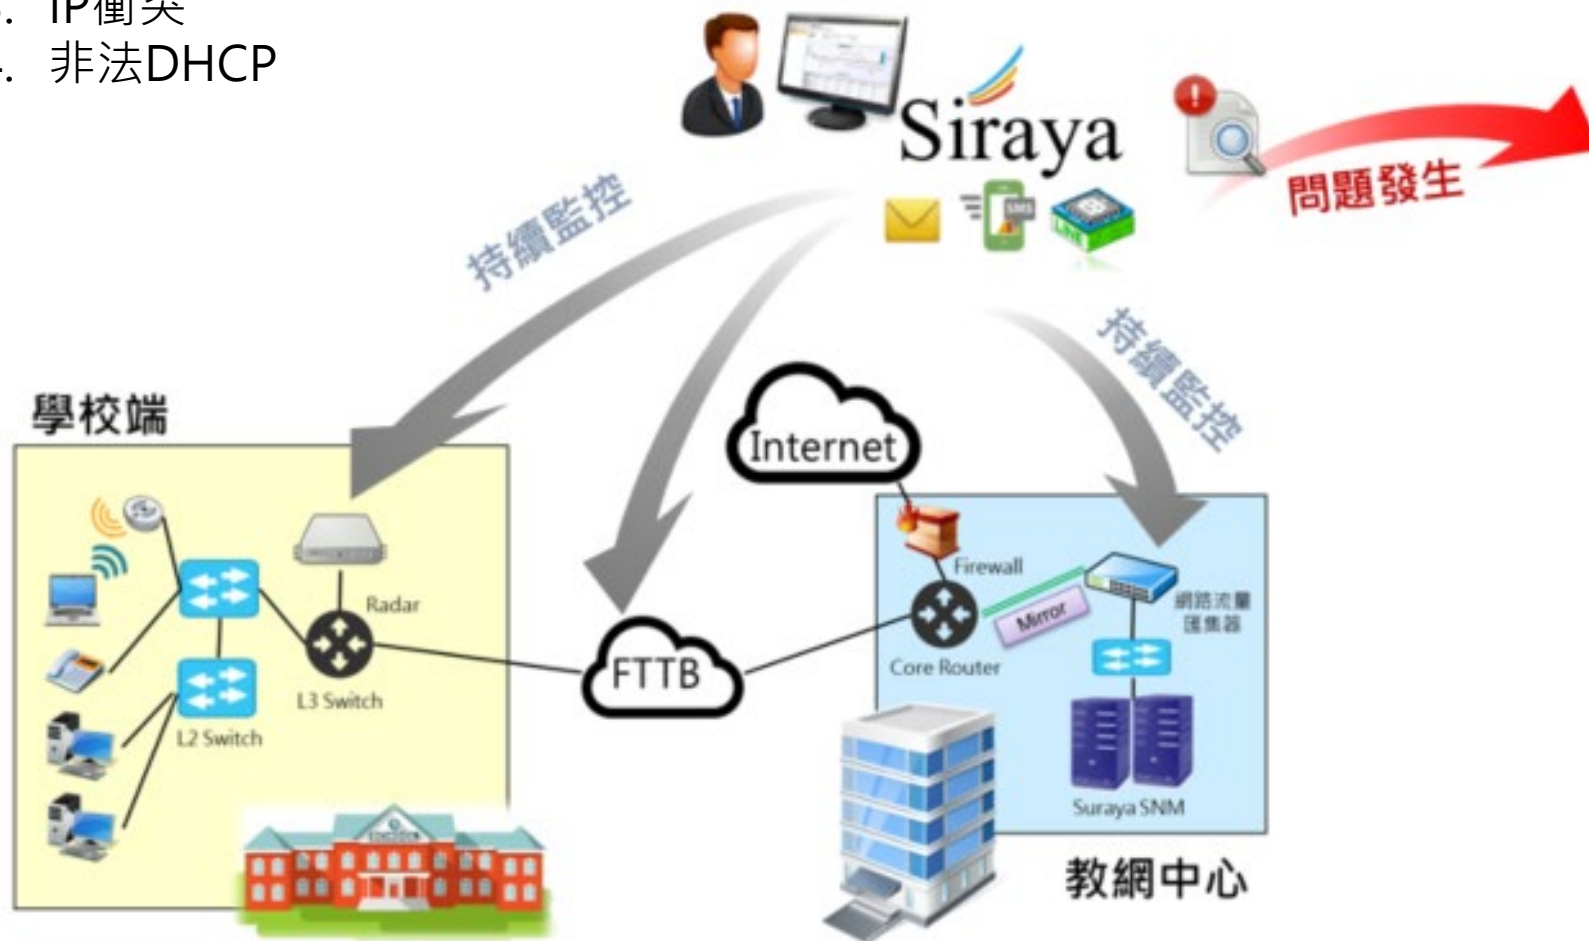 IP衝突
非法DHCP
Siraya
SMS
LINE
問題發生
持續監控
持續監控
學校端
Internet
Firewall
Radar
網路流量
匯集器
Mirror
FTTB
Core Router
L3 Switch
L2 Switch
Suraya SNM
教網中心